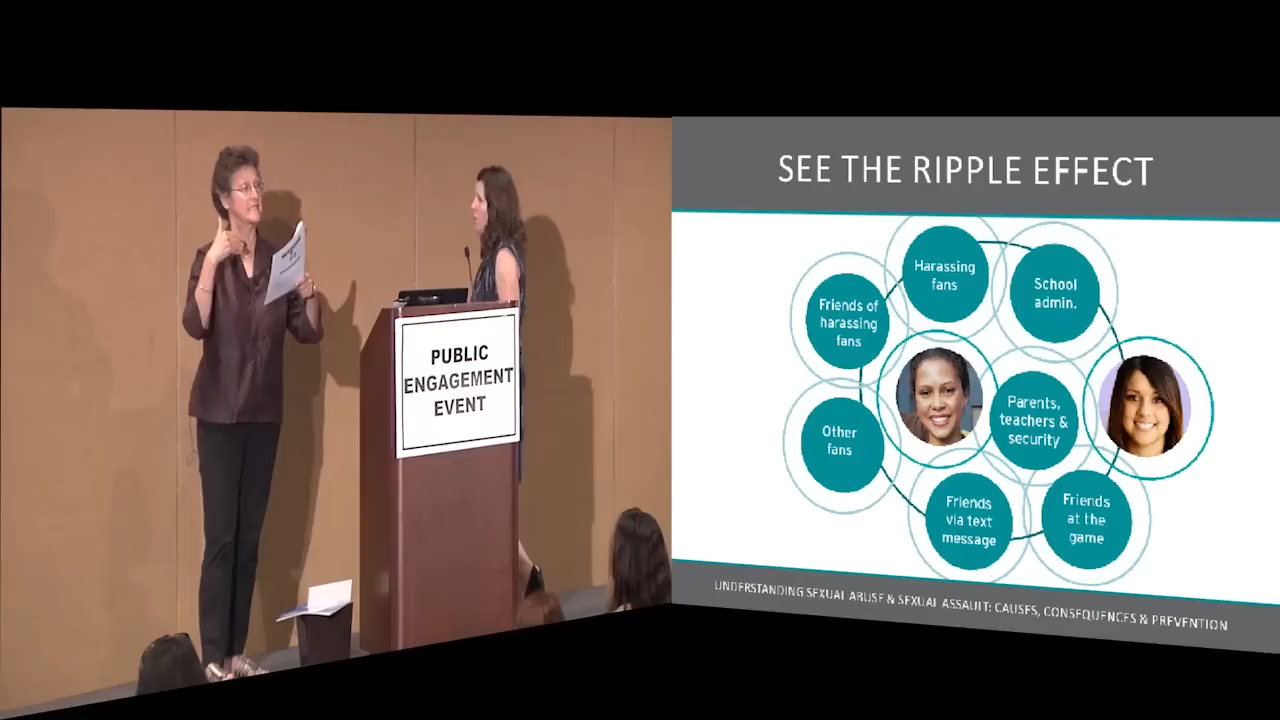 PUBLIC
ENGAGEMENT
EVENT
SEE THE RIPPLE EFFECT
Harassing
fans
School
admin.
Friends of
harassing
fans
Parents,
teachers &
security
Other
fans
Friends
via text
message
Friends
at the
game
UNDERSTANDING SEXUAL ABUSE & SEXUAL ASSAULT: CAUSES, CONSEQUENCES & PREVENTION